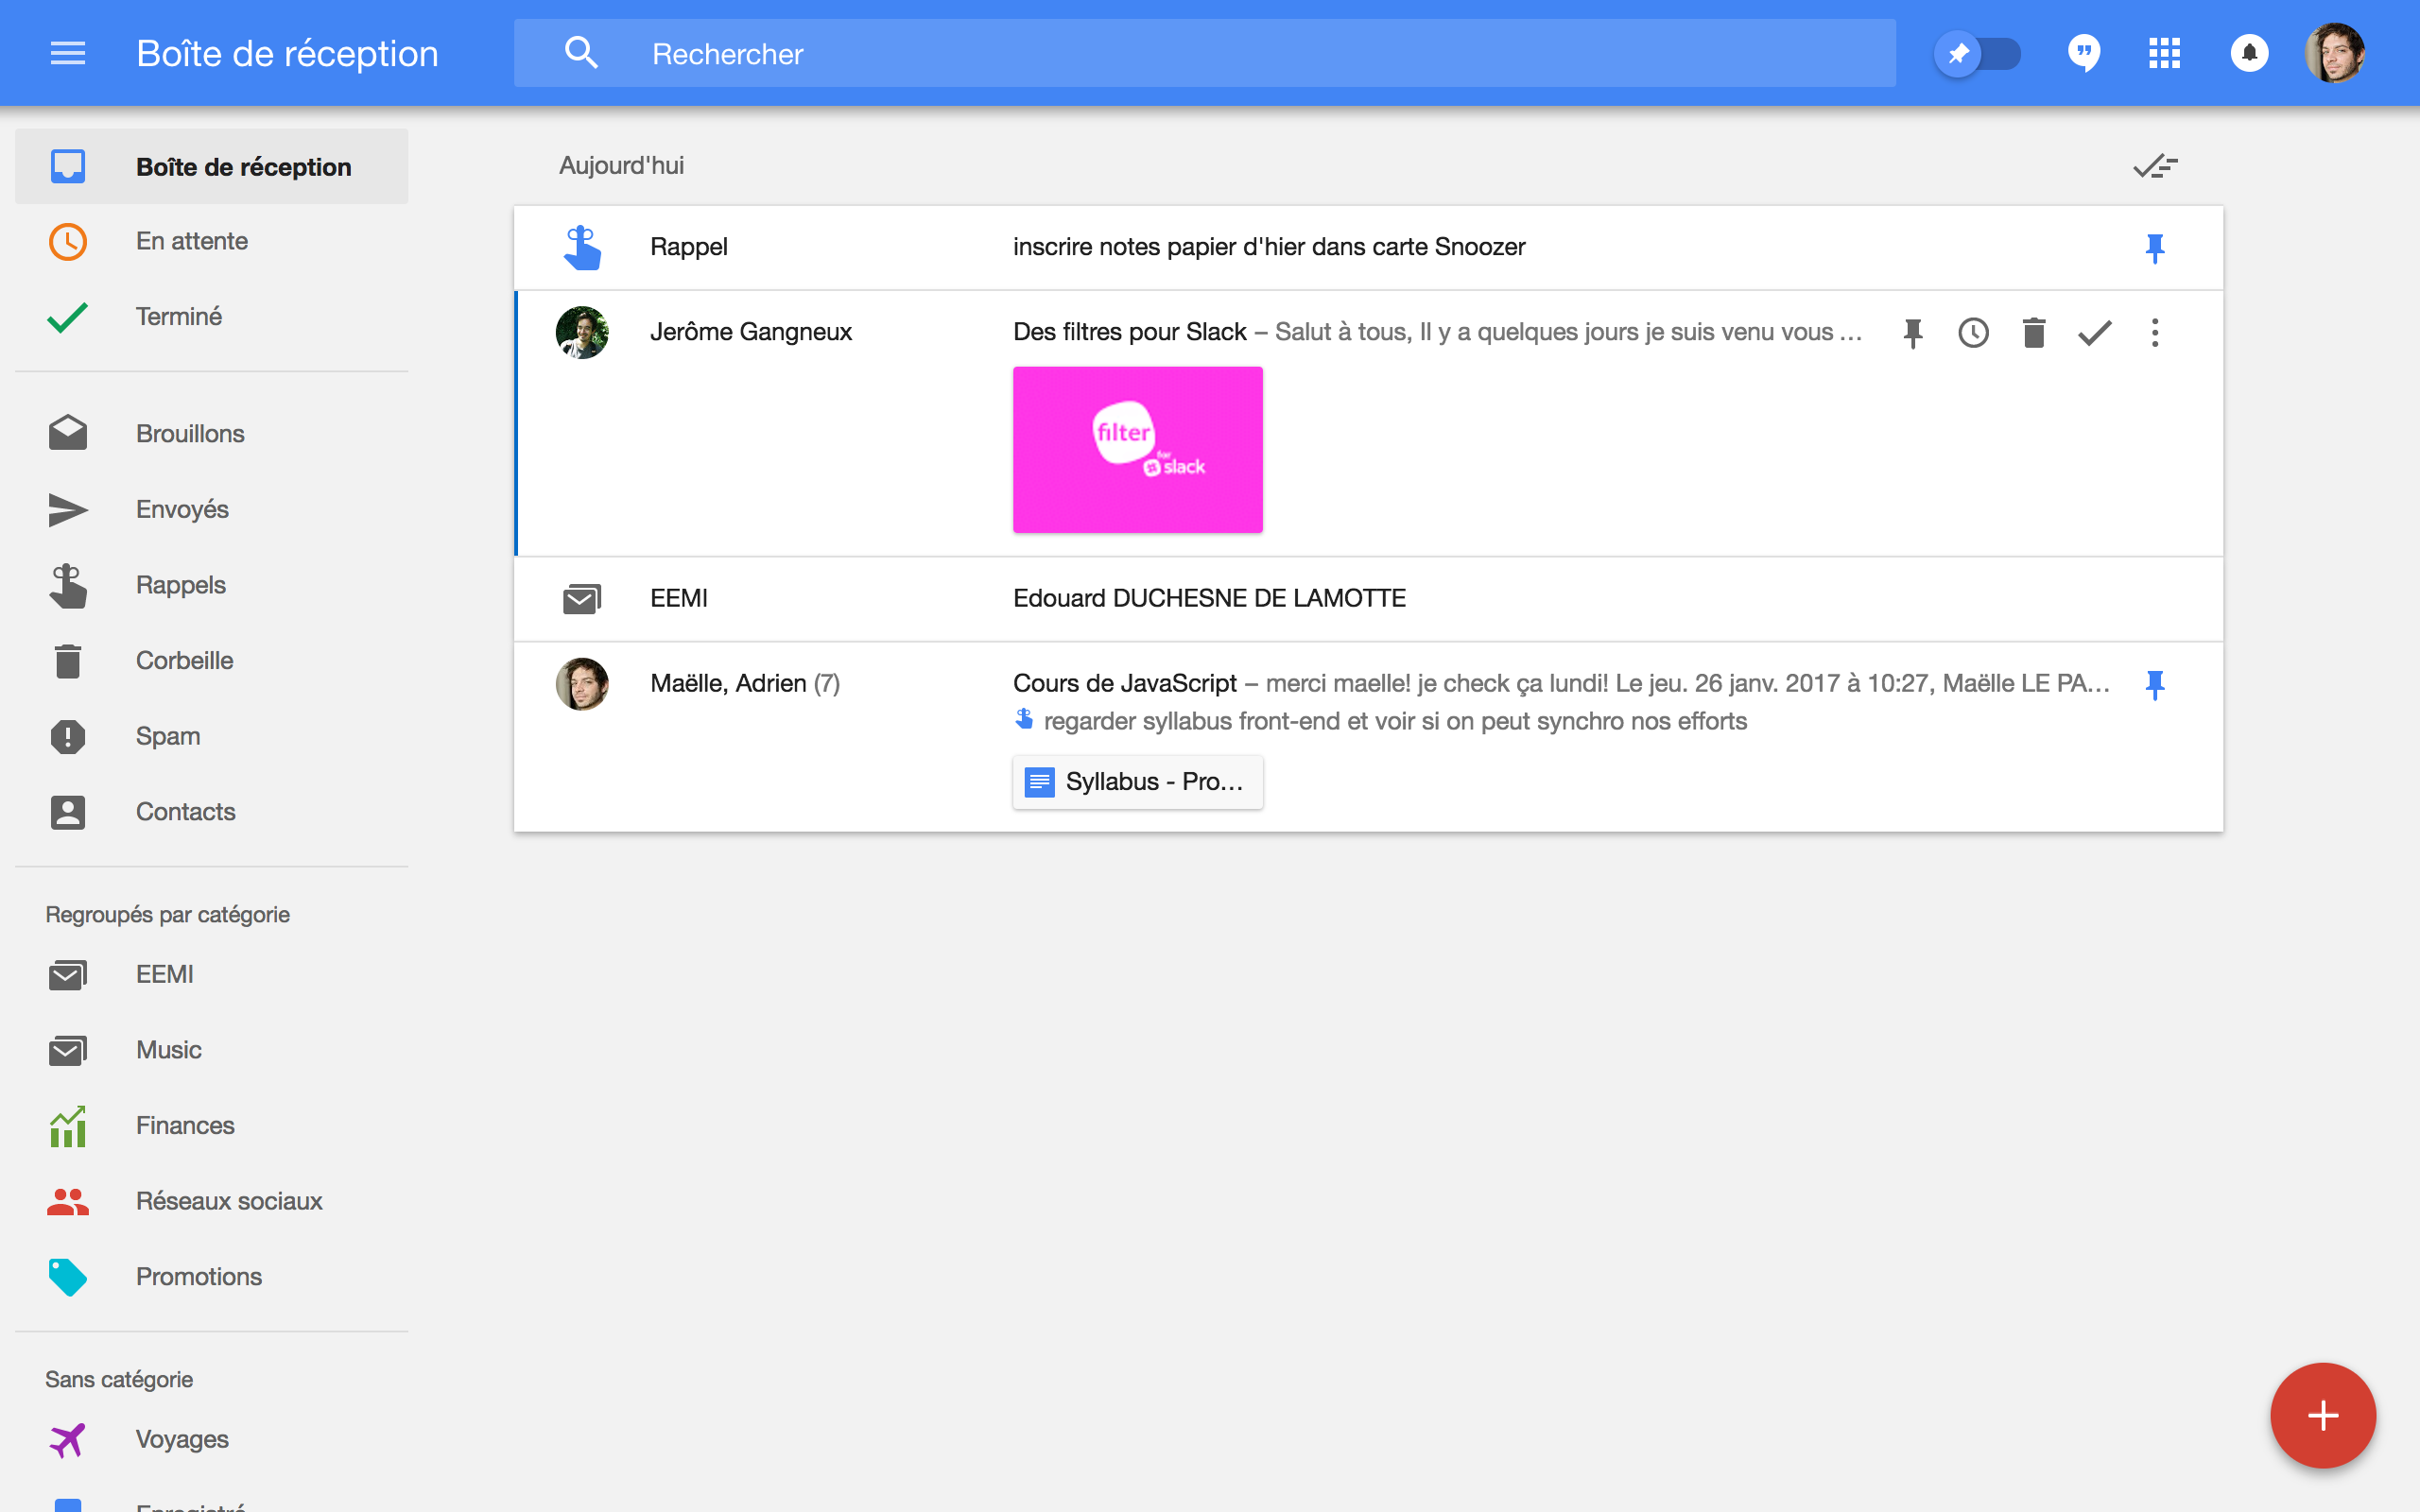 Boîte de réception
Rechercher
Boîte de réception
En attente
Terminé
Brouillons
Envoyés
Rappels
Corbeille
Spam
Contacts
Regroupés par catégorie
EEMI
Music
Finances
Réseaux sociaux
Promotions
Sans catégorie
Voyages
Aujourd'hui
Rappel
inscrire notes papier d'hier dans carte Snoozer
Jerôme Gangneux
Des filtres pour Slack – Salut à tous, Il y a quelques jours je suis venu vous ...
filter
for
slack
EEMI
Edouard DUCHESNE DE LAMOTTE
Maëlle, Adrien (7)
Cours de JavaScript – merci maelle! je check ça lundi! Le jeu. 26 janv. 2017 à 10:27, Maëlle LE PA...
regarder syllabus front-end et voir si on peut synchro nos efforts
Syllabus - Pro...